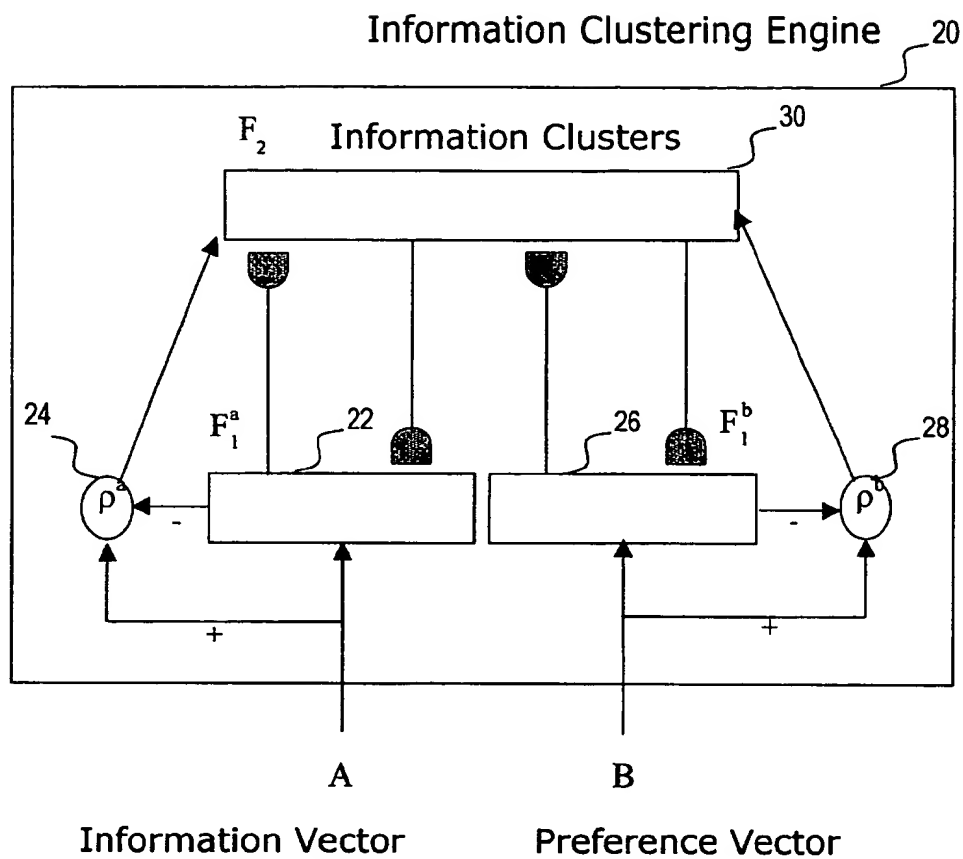 Information Clustering Engine 20
F₂ Information Clusters 30
24 F₁ᵃ 22 26 F₁ᵇ 28
ρᵃ - - ρᵇ
+ +
A B
Information Vector Preference Vector